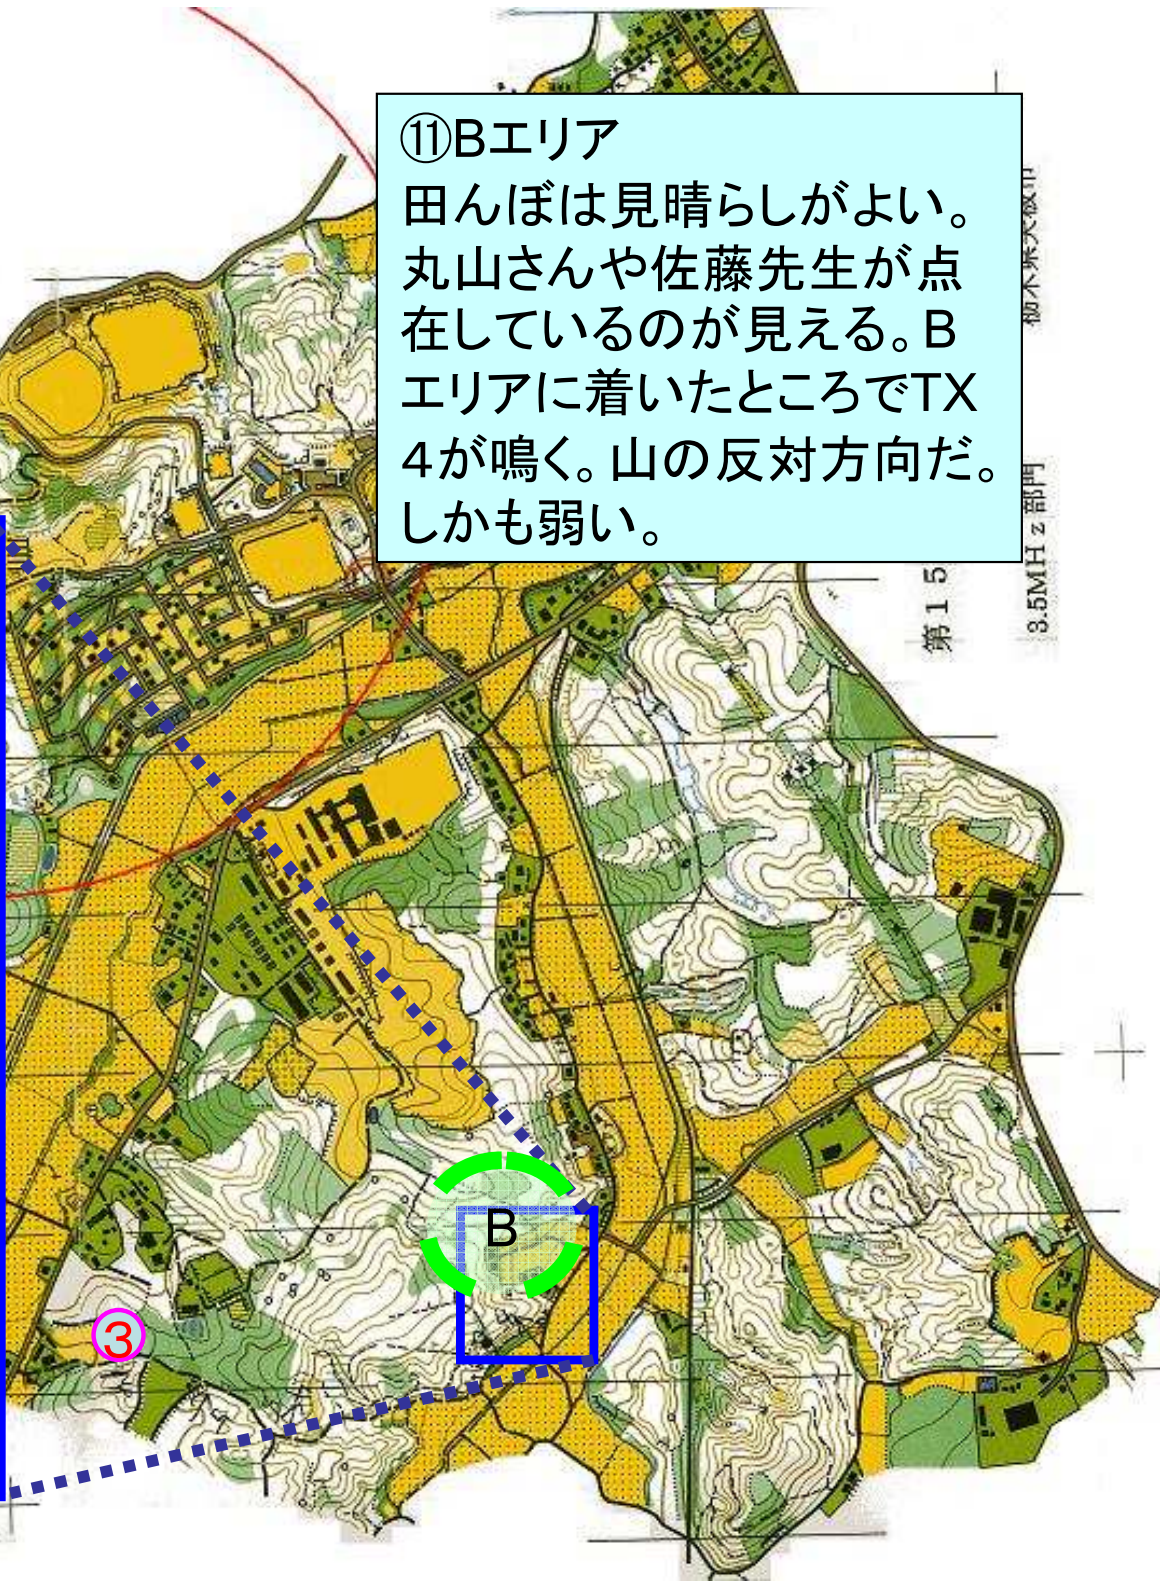 ⑪Bエリア
田んぼは見晴らしがよい。
丸山さんや佐藤先生が点
在しているのが見える。B
エリアに着いたところでTX
４が鳴く。山の反対方向だ。
しかも弱い。
第１５
3.5MHｚ部門
B
③